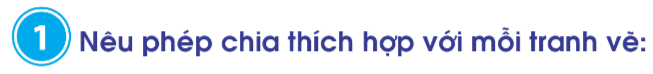 1 Nêu phép chia thích hợp với mỗi tranh vẽ: